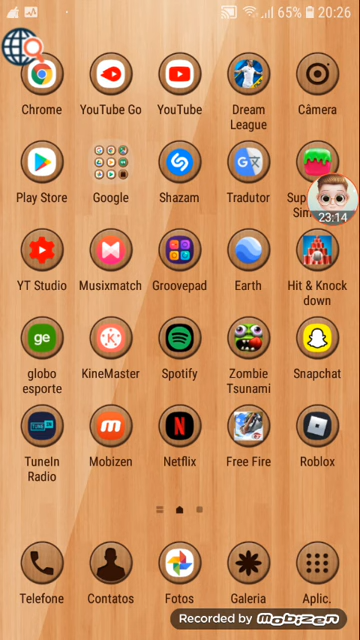 65% 20:26
Chrome YouTube Go YouTube Dream League Câmera
Play Store Google Shazam Tradutor
23:14
YT Studio Musixmatch Groovepad Earth Hit & Knock down
ge
globo esporte KineMaster Spotify Zombie Tsunami Snapchat
TuneIn Radio Mobizen Netflix Free Fire Roblox
Telefone Contatos Fotos Galeria Aplic.
Recorded by mobizen